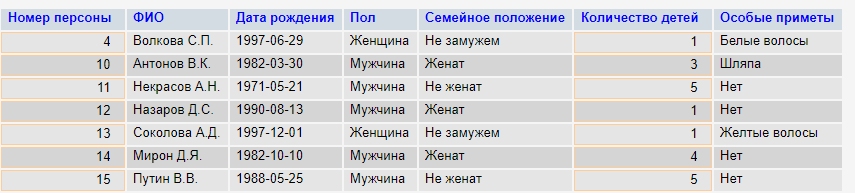 Номер персоны ФИО Дата рождения Пол Семейное положение Количество детей Особые приметы
4 Волкова С.П. 1997-06-29 Женщина Не замужем 1 Белые волосы
10 Антонов В.К. 1982-03-30 Мужчина Женат 3 Шляпа
11 Некрасов А.Н. 1971-05-21 Мужчина Не женат 5 Нет
12 Назаров Д.С. 1990-08-13 Мужчина Женат 1 Нет
13 Соколова А.Д. 1997-12-01 Женщина Не замужем 1 Желтые волосы
14 Мирон Д.Я. 1982-10-10 Мужчина Женат 4 Нет
15 Путин В.В. 1988-05-25 Мужчина Не женат 5 Нет